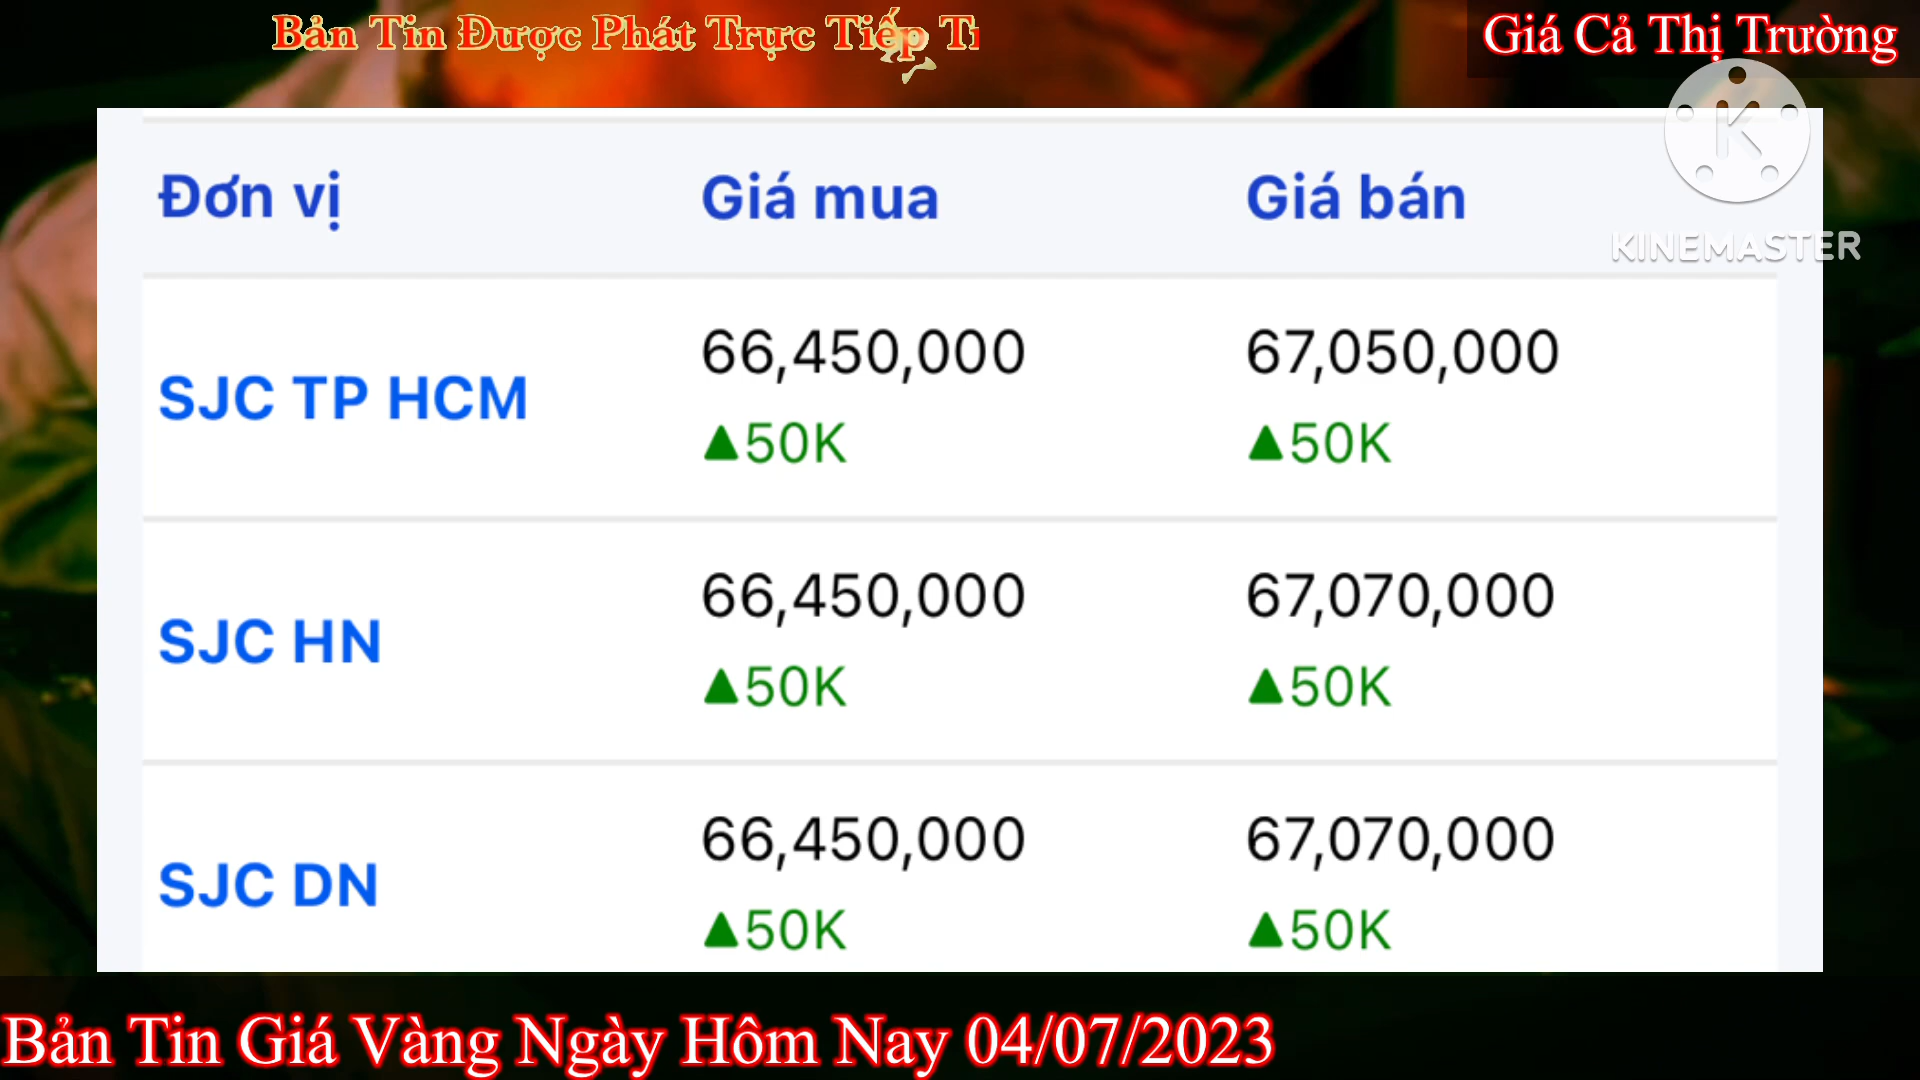 Bản Tin Được Phát Trực Tiếp
Giá Cả Thị Trường
K
KINEMASTER
Đơn vị Giá mua Giá bán
66,450,000 67,050,000
SJC TP HCM
▲50K ▲50K
66,450,000 67,070,000
SJC HN
▲50K ▲50K
66,450,000 67,070,000
SJC DN
▲50K ▲50K
Bản Tin Giá Vàng Ngày Hôm Nay 04/07/2023